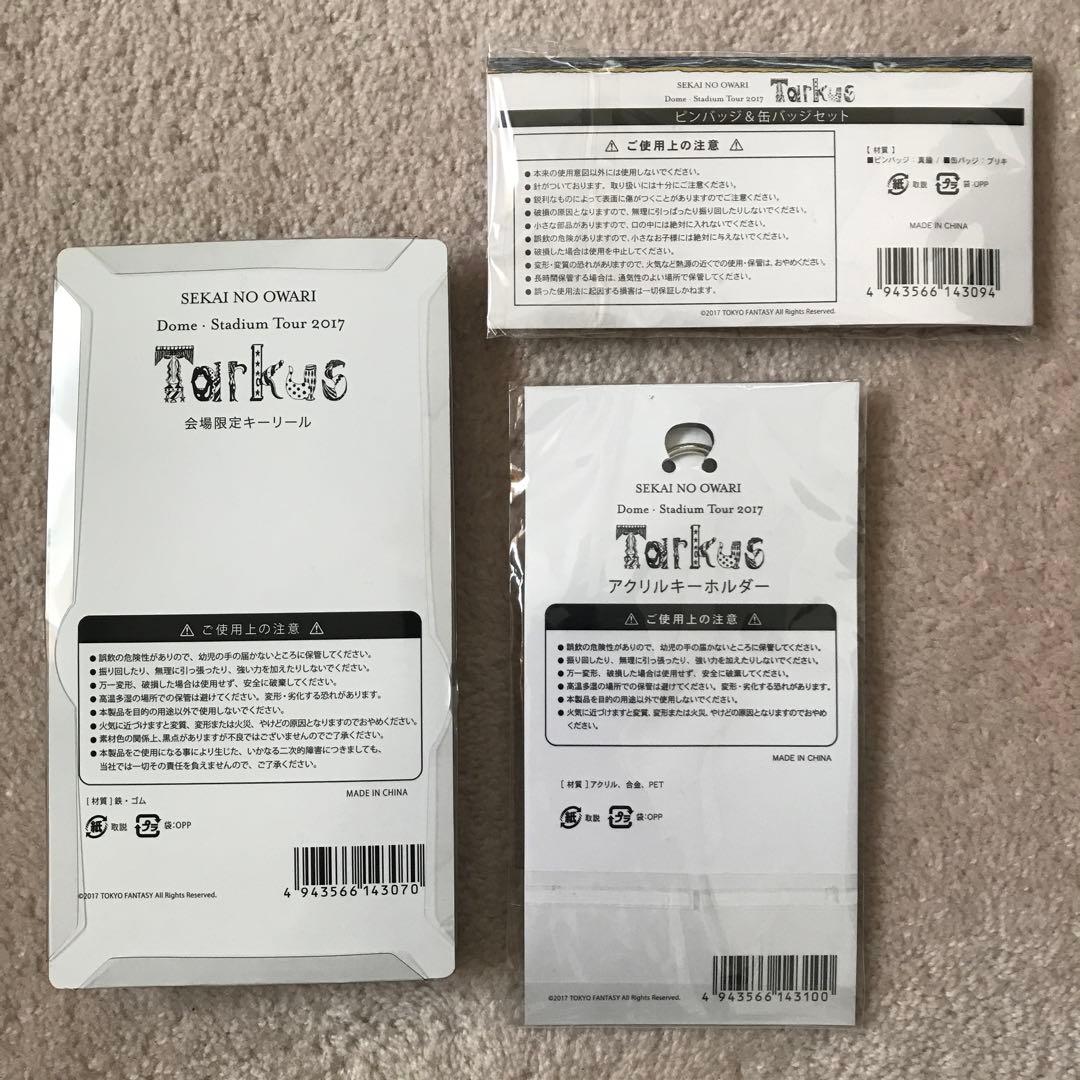 SEKAI NO OWARI
Dome・Stadium Tour 2017 Tarkus
ピンバッジ＆缶バッジセット
⚠ ご使用上の注意 ⚠
●本来の使用意図以外には使用しないでください。
●針がついております。取り扱いには十分にご注意ください。
●鋭利なものによって表面に傷がつくことがありますのでご注意ください。
●破損の原因となりますので、無理に引っぱったり振り回したりしないでください。
●小さな部品がありますので、口の中には絶対に入れないでください。
●誤飲の危険がありますので、小さなお子様には絶対に与えないでください。
●破損した場合は使用を中止してください。
●変形・変質の恐れがありますので、火気など熱源の近くでの使用・保管は、おやめください。
●長時間保管する場合は、通気性のよい場所で保管してください。
●誤った使用法に起因する損害は一切保証しかねます。
【 材質 】
■ピンバッジ：真鍮 / ■缶バッジ：ブリキ
紙 取説 プラ 袋:OPP
MADE IN CHINA
4 943566 143094
©2017 TOKYO FANTASY All Rights Reserved.
SEKAI NO OWARI
Dome・Stadium Tour 2017
Tarkus
会場限定キーリール
⚠ ご使用上の注意 ⚠
●誤飲の危険性がありので、幼児の手の届かないところに保管してください。
●振り回したり、無理に引っ張ったり、強い力を加えたりしないでください。
●万一変形、破損した場合は使用せず、安全に破棄してください。
●高温多湿の場所での保管は避けてください。変形・劣化する恐れがあります。
●本製品を目的の用途以外で使用しないでください。
●火気に近づけますと変質、変形または火災、やけどの原因となりますのでおやめください。
●素材色の関係上、黒点がありますが不良ではございませんのでご了承ください。
●本製品をご使用になる事により生じた、いかなる二次的障害につきましても、
当社では一切その責任を負えませんので、ご了承ください。
MADE IN CHINA
[ 材質 ] 鉄・ゴム
紙 取説 プラ 袋:OPP
4 943566 143070
©2017 TOKYO FANTASY All Rights Reserved.
SEKAI NO OWARI
Dome・Stadium Tour 2017
Tarkus
アクリルキーホルダー
⚠ ご使用上の注意 ⚠
●誤飲の危険性がありので、幼児の手の届かないところに保管してください。
●振り回したり、無理に引っ張ったり、強い力を加えたりしないでください。
●万一変形、破損した場合は使用せず、安全に破棄してください。
●高温多湿の場所での保管は避けてください。変形・劣化する恐れがあります。
●本製品を目的の用途以外で使用しないでください。
●火気に近づけますと変質、変形または火災、やけどの原因となりますのでおやめ
ください。
MADE IN CHINA
[ 材質 ] アクリル、合金、PET
紙 取説 プラ 袋:OPP
4 943566 143100
©2017 TOKYO FANTASY All Rights Reserved.